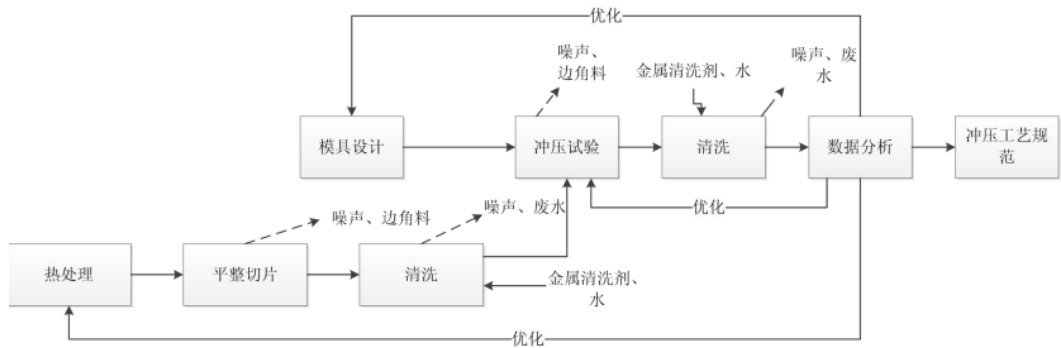 优化
噪声、
边角料
金属清洗剂、水
噪声、废
水
模具设计
冲压试验
清洗
数据分析
冲压工艺规
范
优化
噪声、边角料
噪声、废水
热处理
平整切片
清洗
金属清洗剂、
水
优化